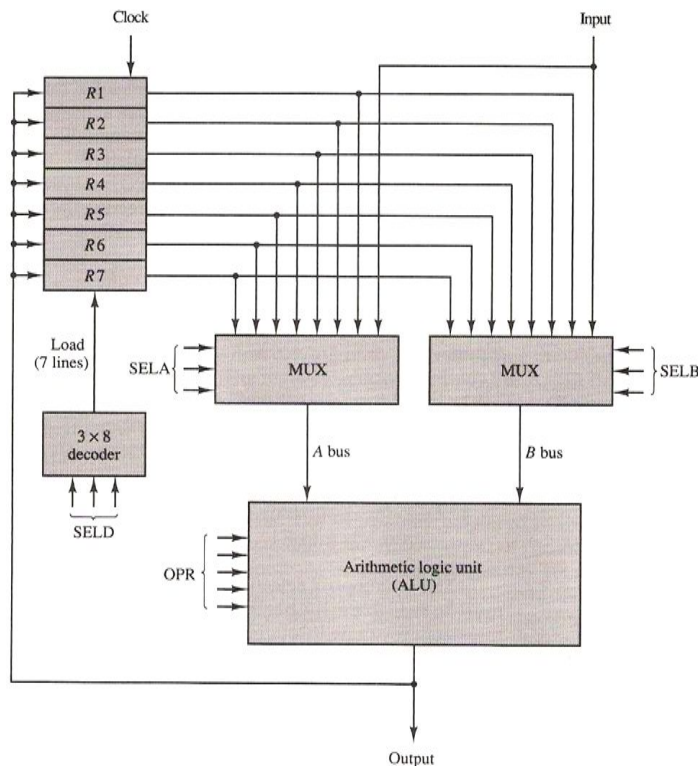 Clock
Input
R1
R2
R3
R4
R5
R6
R7
Load
(7 lines)
SELA
MUX
MUX
SELB
3 × 8
decoder
A bus
B bus
SELD
OPR
Arithmetic logic unit
(ALU)
Output